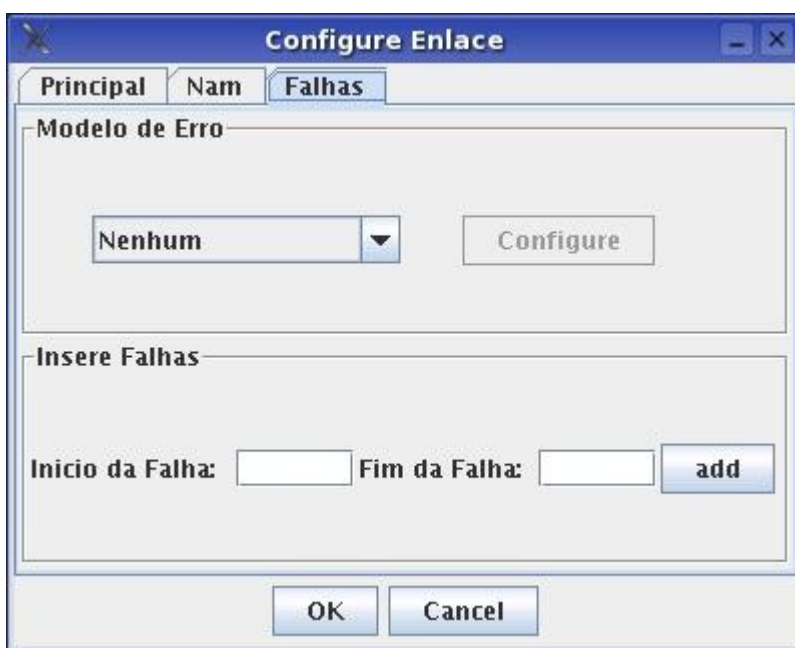 Configure Enlace
Principal Nam Falhas
Modelo de Erro
Nenhum Configure
Insere Falhas
Inicio da Falha: Fim da Falha: add
OK Cancel